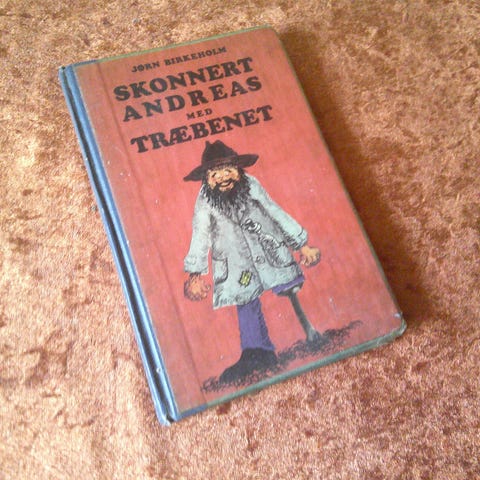 JØRN BIRKEHOLM
SKONNERT
ANDREAS
MED
TRÆBENET